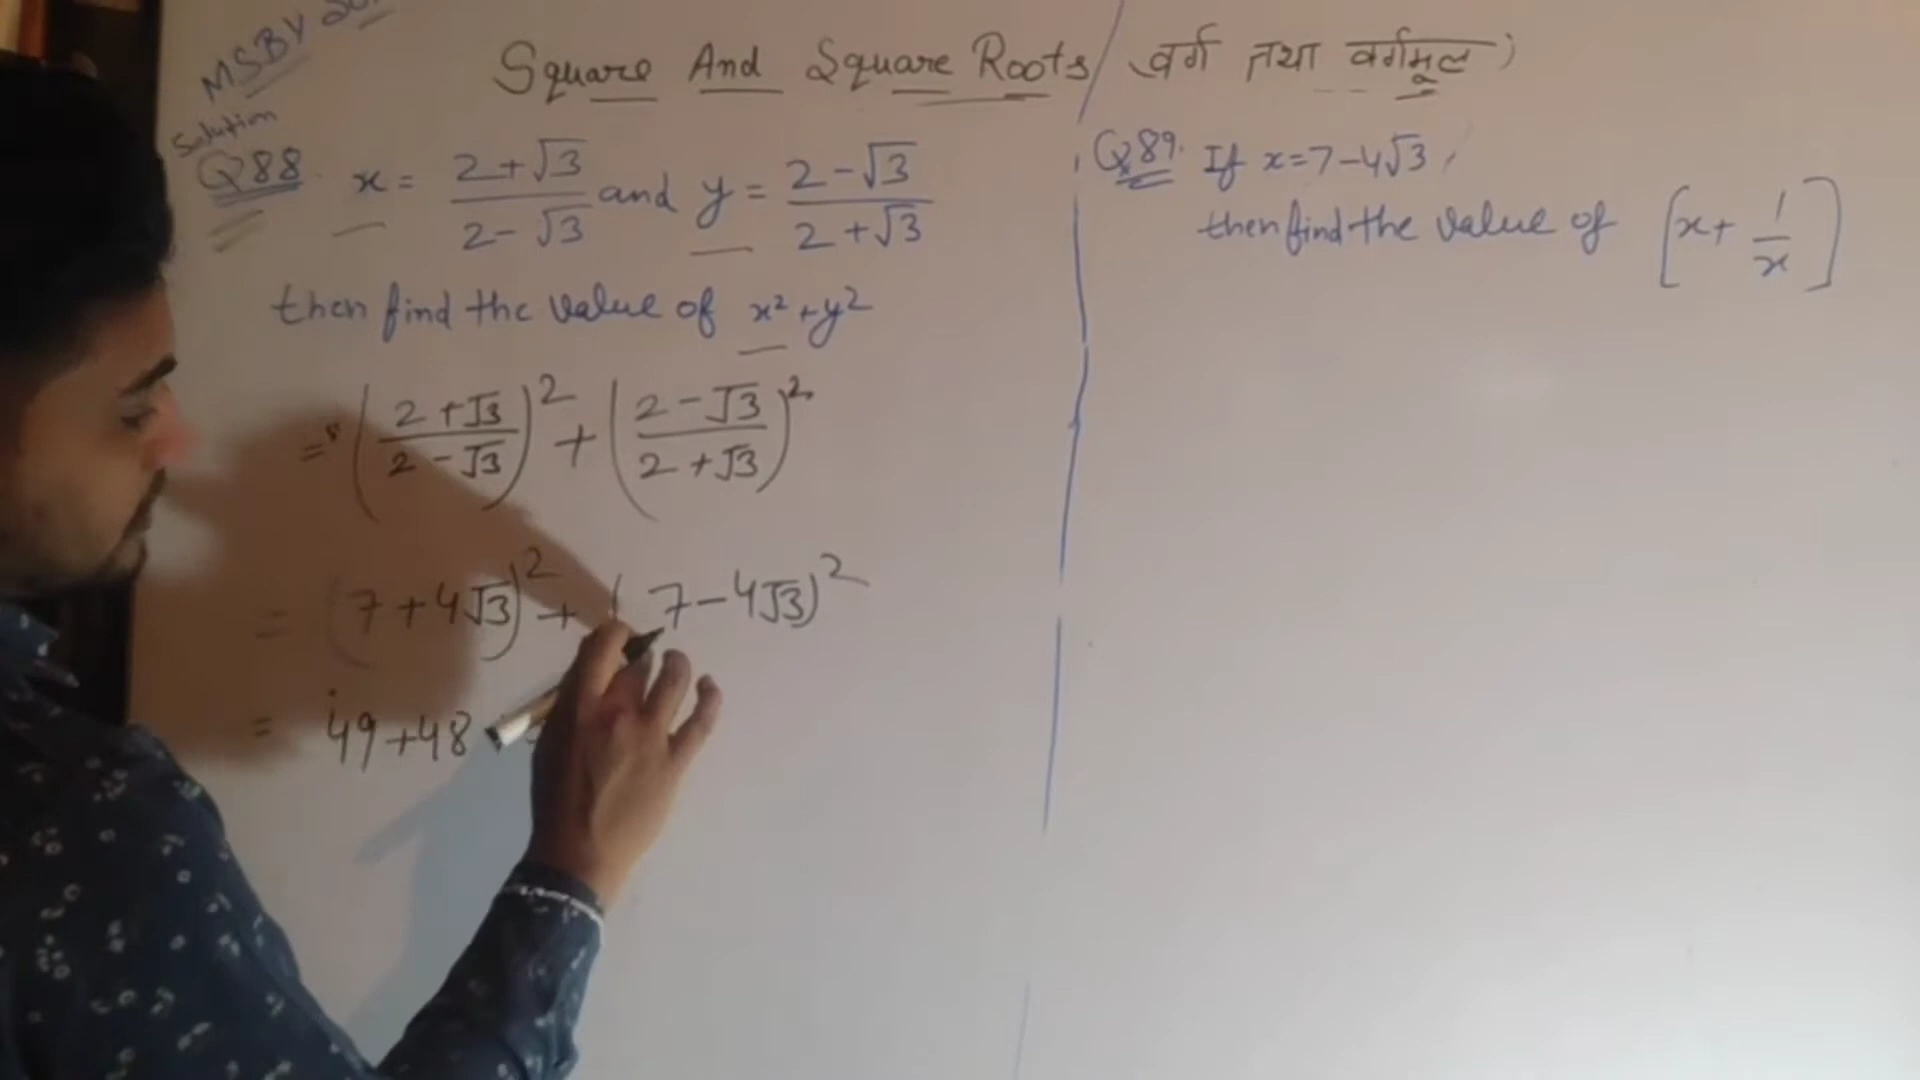 MSBY
Square And Square Roots / वर्ग तथा वर्गमूल
Solution
Q88. x = (2+√3)/(2-√3) and y = (2-√3)/(2+√3)
then find the value of x²+y²
= ((2+√3)/(2-√3))² + ((2-√3)/(2+√3))²
= (7+4√3)² + (7-4√3)²
= 49+48
Q89. If x=7-4√3,
then find the value of [x+ 1/x]